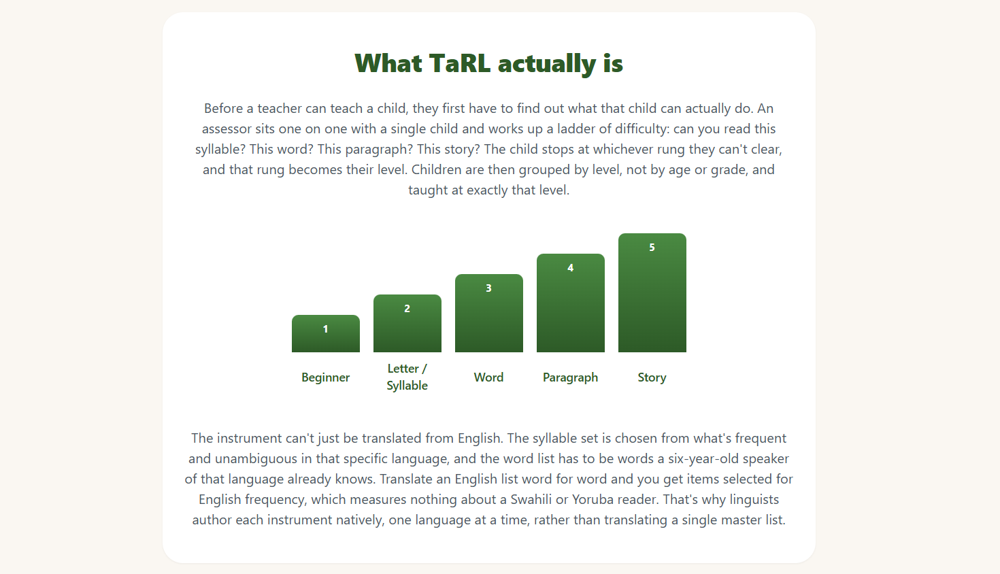 What TaRL actually is
Before a teacher can teach a child, they first have to find out what that child can actually do. An
assessor sits one on one with a single child and works up a ladder of difficulty: can you read this
syllable? This word? This paragraph? This story? The child stops at whichever rung they can't clear,
and that rung becomes their level. Children are then grouped by level, not by age or grade, and
taught at exactly that level.
1
2
3
4
5
Beginner
Letter /
Syllable
Word
Paragraph
Story
The instrument can't just be translated from English. The syllable set is chosen from what's frequent
and unambiguous in that specific language, and the word list has to be words a six-year-old speaker
of that language already knows. Translate an English list word for word and you get items selected for
English frequency, which measures nothing about a Swahili or Yoruba reader. That's why linguists
author each instrument natively, one language at a time, rather than translating a single master list.